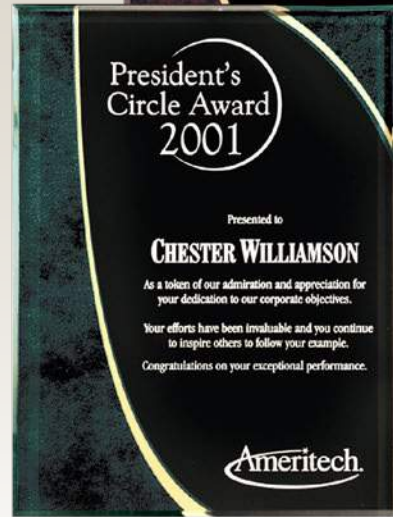 President's
Circle Award
2001
Presented to
CHESTER WILLIAMSON
As a token of our admiration and appreciation for
your dedication to our corporate objectives.
Your efforts have been invaluable and you continue
to inspire others to follow your example.
Congratulations on your exceptional performance.
Ameritech.